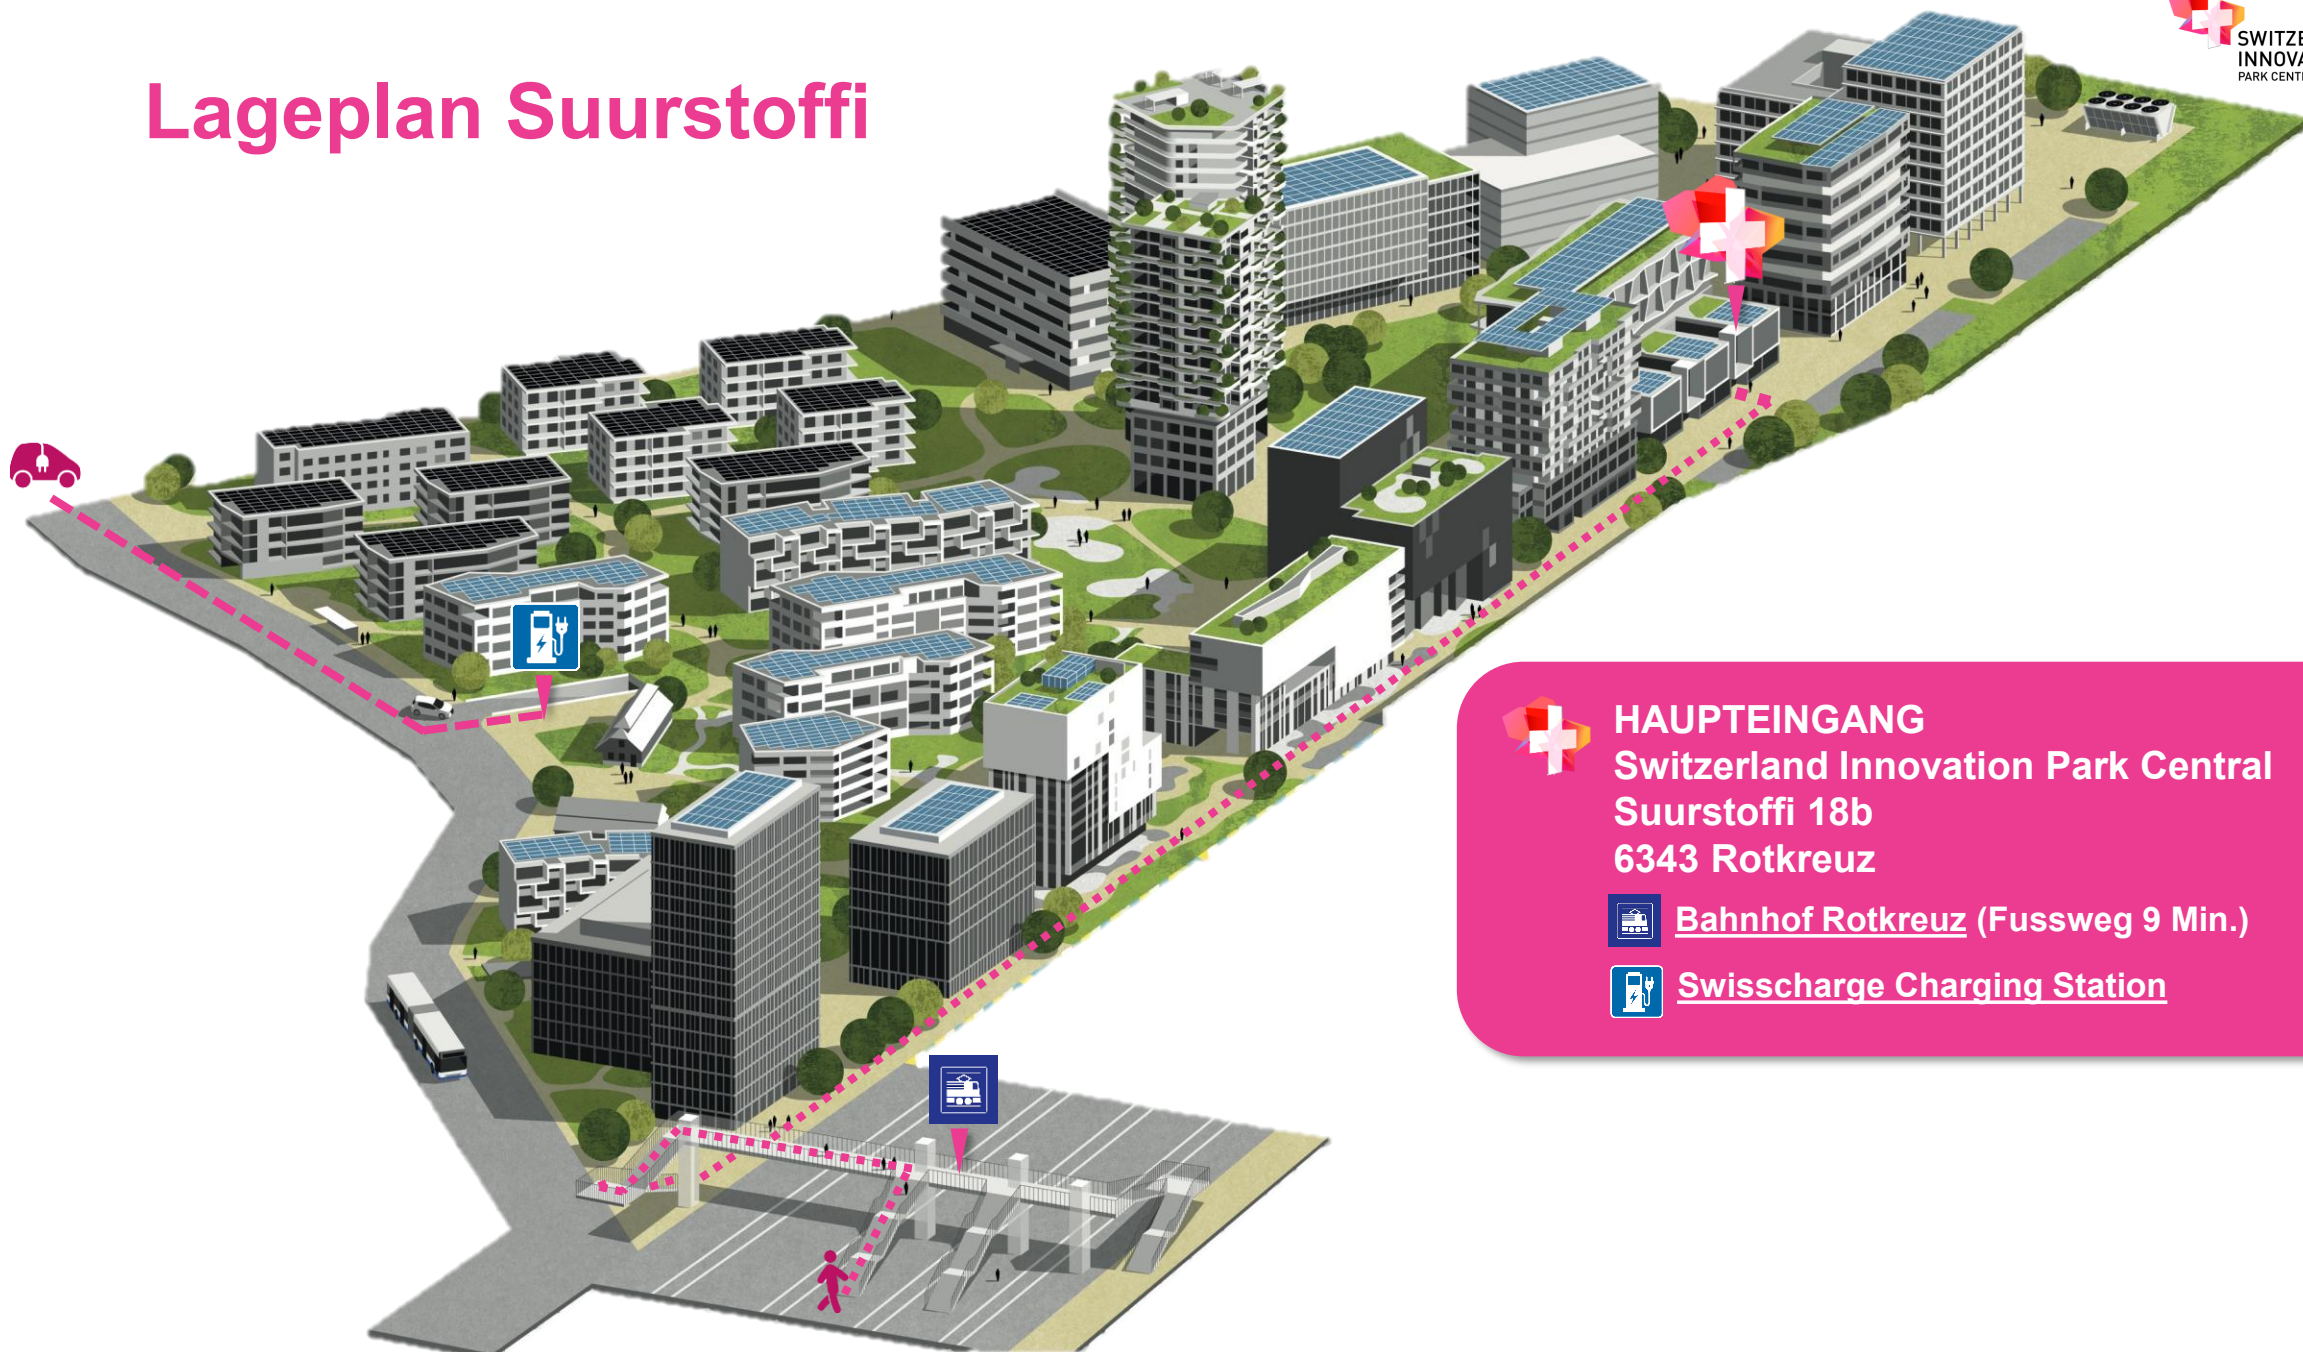 Lageplan Suurstoffi
PARK
HAUPTEINGANG
Switzerland Innovation Park Central
Suurstoffi 18b
6343 Rotkreuz
Bahnhof Rotkreuz (Fussweg 9 Min.)
Swisscharge Charging Station